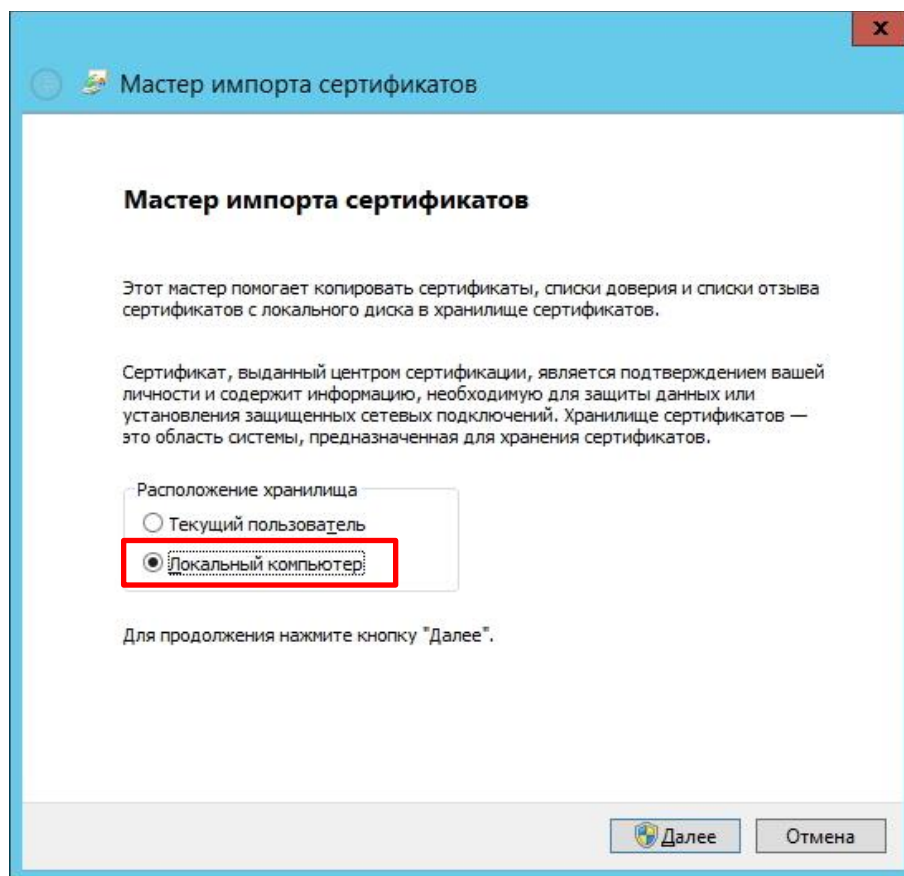 x
Мастер импорта сертификатов
Мастер импорта сертификатов
Этот мастер помогает копировать сертификаты, списки доверия и списки отзыва
сертификатов с локального диска в хранилище сертификатов.
Сертификат, выданный центром сертификации, является подтверждением вашей
личности и содержит информацию, необходимую для защиты данных или
установления защищенных сетевых подключений. Хранилище сертификатов —
это область системы, предназначенная для хранения сертификатов.
Расположение хранилища
Текущий пользователь
Локальный компьютер
Для продолжения нажмите кнопку "Далее".
Далее Отмена